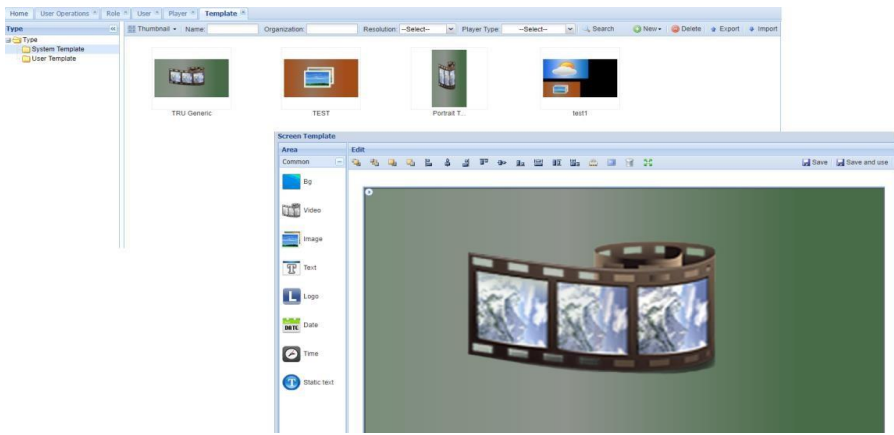 Home User Operations Role User Player Template
Type
Type
System Template
User Template
Thumbnail Name: Organization: Resolution: --Select-- Player Type: --Select-- Search New Delete Export Import
TRU Generic TEST Portrait T... test1
Screen Template
Area Edit
Common Save Save and use
Bg
Video
Image
T Text
L Logo
DATE Date
Time
T Static text